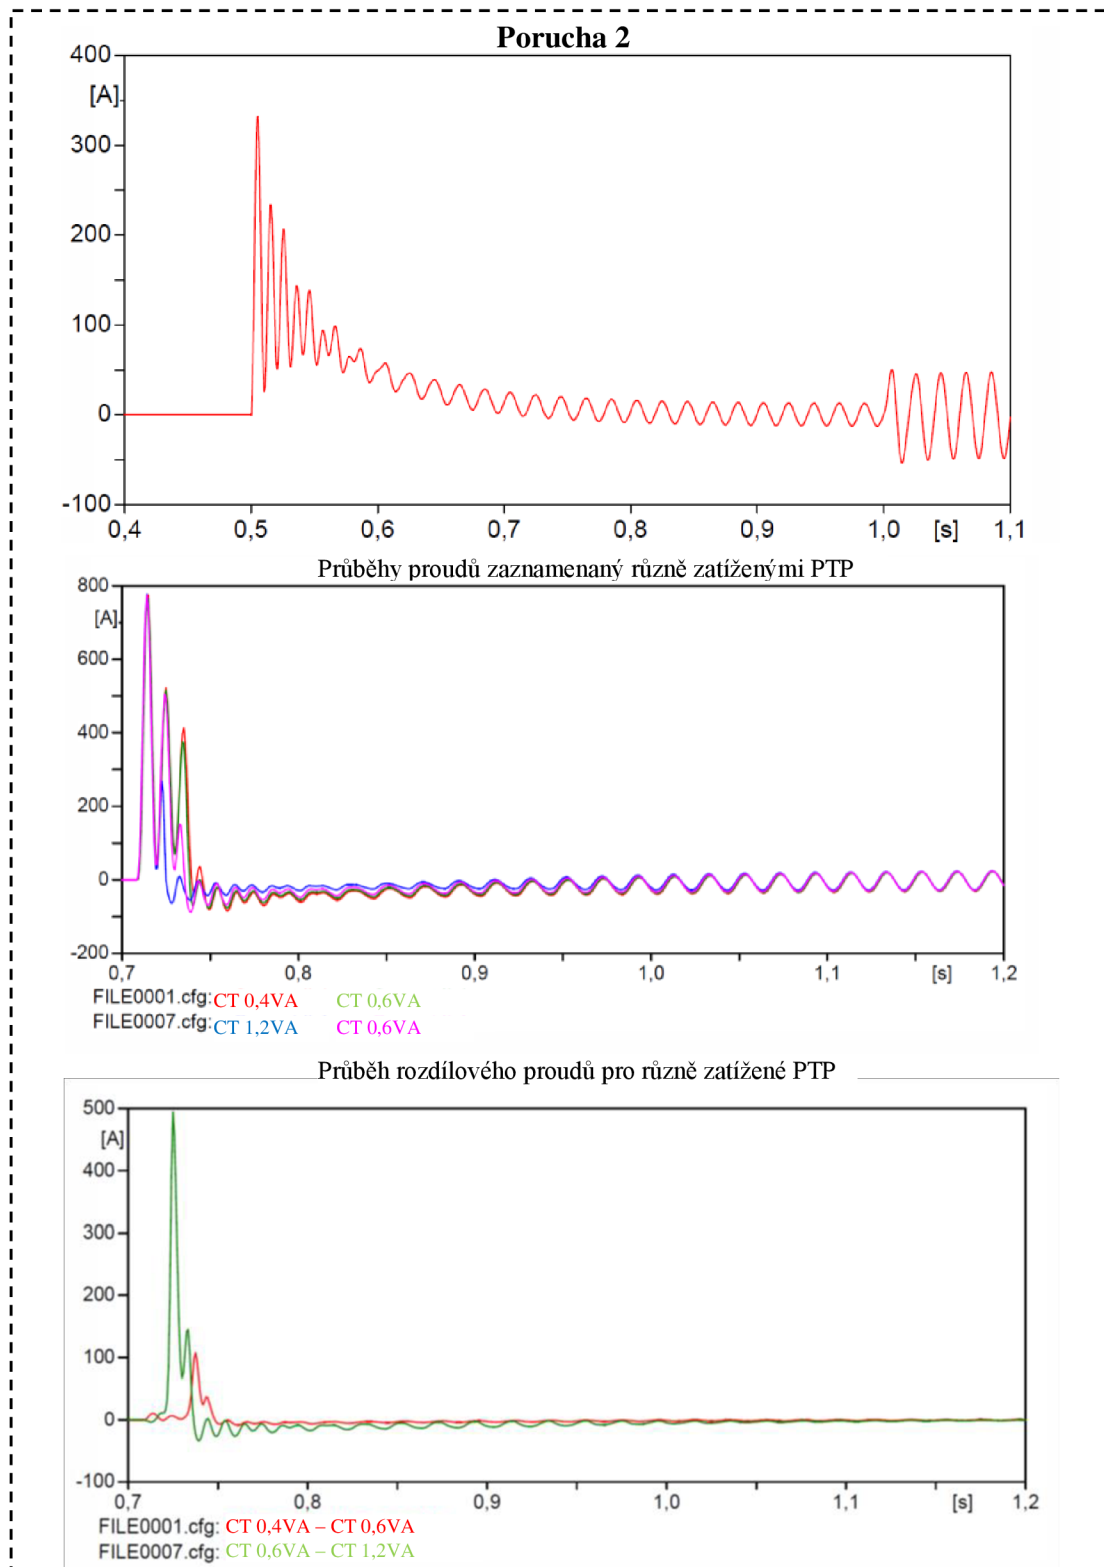 Porucha 2
400
[A]
300
200
100
0
-100
0,4 0,5 0,6 0,7 0,8 0,9 1,0 [s] 1,1
Průběhy proudů zaznamenaný různě zatíženými PTP
800
[A]
600
400
200
0
-200
0,7 0,8 0,9 1,0 1,1 [s] 1,2
FILE0001.cfg: CT 0,4VA CT 0,6VA
FILE0007.cfg: CT 1,2VA CT 0,6VA
Průběh rozdílového proudů pro různě zatížené PTP
500
[A]
400
300
200
100
0
-100
0,7 0,8 0,9 1,0 1,1 [s] 1,2
FILE0001.cfg: CT 0,4VA – CT 0,6VA
FILE0007.cfg: CT 0,6VA – CT 1,2VA